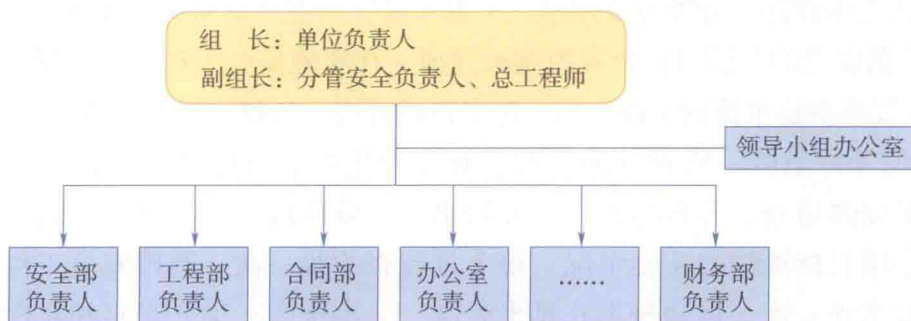 组 长：单位负责人
副组长：分管安全负责人、总工程师
领导小组办公室
安全部
负责人
工程部
负责人
合同部
负责人
办公室
负责人
……
财务部
负责人